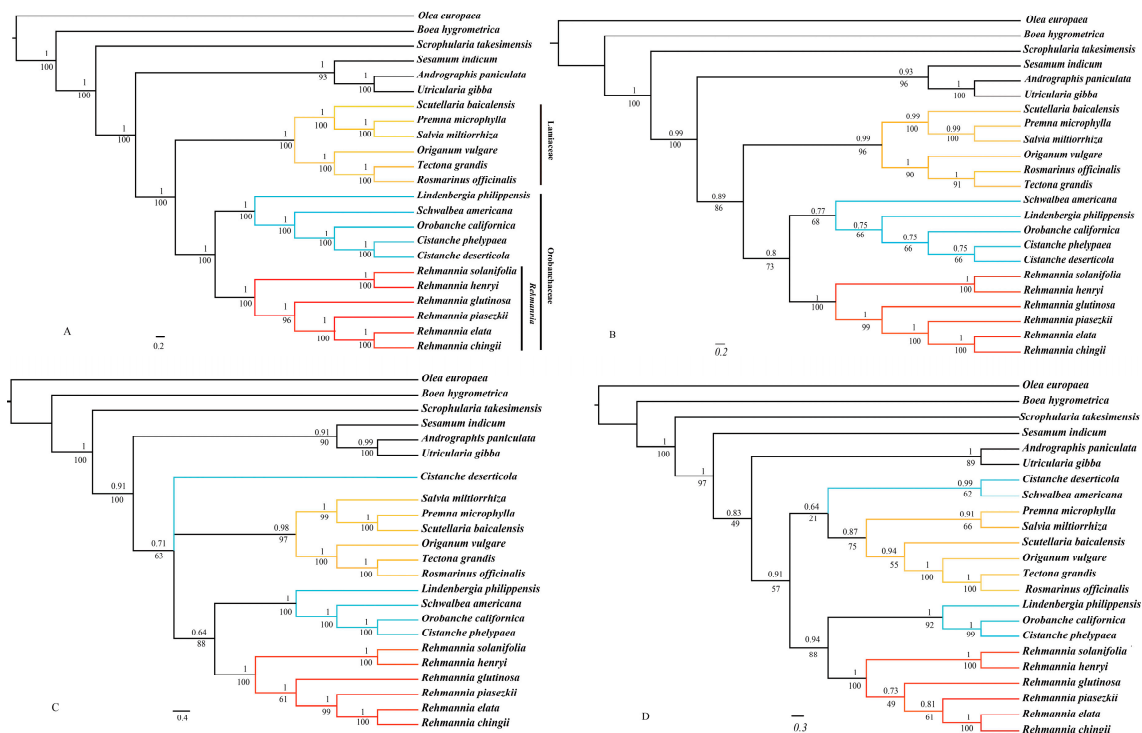 Olea europaea
Boea hygrometrica
1
100
Scrophularia takesimensis
1
100
Sesamum indicum
1
93
Andrographis paniculata
1
100
Utricularia gibba
1
100
Scutellaria baicalensis
1
100
Premna microphylla
1
100
Salvia miltiorrhiza
1
100
Origanum vulgare
1
100
Tectona grandis
1
100
Rosmarinus officinalis
Lamiaceae
1
100
Lindenbergia philippensis
1
100
Schwalbea americana
1
100
Orobanche californica
1
100
Cistanche phelypaea
1
100
Cistanche deserticola
1
100
Rehmannia solanifolia
1
100
Rehmannia henryi
1
100
Rehmannia glutinosa
1
96
Rehmannia piasezkii
1
100
Rehmannia elata
1
100
Rehmannia chingii
Rehmannia
Orobanchaceae
A
0.2
Olea europaea
Boea hygrometrica
Scrophularia takesimensis
1
100
Sesamum indicum
0.93
96
Andrographis paniculata
1
100
Utricularia gibba
0.99
100
Scutellaria baicalensis
0.99
100
Premna microphylla
0.99
100
Salvia miltiorrhiza
0.99
96
Origanum vulgare
1
90
Rosmarinus officinalis
1
91
Tectona grandis
0.89
86
Schwalbea americana
0.77
68
Lindenbergia philippensis
0.75
66
Orobanche californica
0.75
66
Cistanche phelypaea
0.75
66
Cistanche deserticola
0.8
73
Rehmannia solanifolia
1
100
Rehmannia henryi
1
100
Rehmannia glutinosa
1
99
Rehmannia piasezkii
1
100
Rehmannia elata
1
100
Rehmannia chingii
B
0.2
Olea europaea
Boea hygrometrica
Scrophularia takesimensis
1
100
Sesamum indicum
0.91
90
Andrographis paniculata
0.99
100
Utricularia gibba
0.91
100
Cistanche deserticola
Salvia miltiorrhiza
1
99
Premna microphylla
1
100
Scutellaria baicalensis
0.98
97
Origanum vulgare
1
100
Tectona grandis
1
100
Rosmarinus officinalis
0.71
63
Lindenbergia philippensis
1
100
Schwalbea americana
1
100
Orobanche californica
1
100
Cistanche phelypaea
0.64
88
Rehmannia solanifolia
1
100
Rehmannia henryi
1
100
Rehmannia glutinosa
1
61
Rehmannia piasezkii
1
99
Rehmannia elata
1
100
Rehmannia chingii
C
0.4
Olea europaea
Boea hygrometrica
Scrophularia takesimensis
1
100
Sesamum indicum
1
97
Andrographis paniculata
1
89
Utricularia gibba
0.83
49
Cistanche deserticola
0.99
62
Schwalbea americana
0.64
21
Premna microphylla
0.91
66
Salvia miltiorrhiza
0.87
75
Scutellaria baicalensis
0.94
55
Origanum vulgare
1
100
Tectona grandis
1
100
Rosmarinus officinalis
0.91
57
Lindenbergia philippensis
1
92
Orobanche californica
1
99
Cistanche phelypaea
0.94
88
Rehmannia solanifolia
1
100
Rehmannia henryi
1
100
Rehmannia glutinosa
0.73
49
Rehmannia piasezkii
0.81
61
Rehmannia elata
1
100
Rehmannia chingii
D
0.3